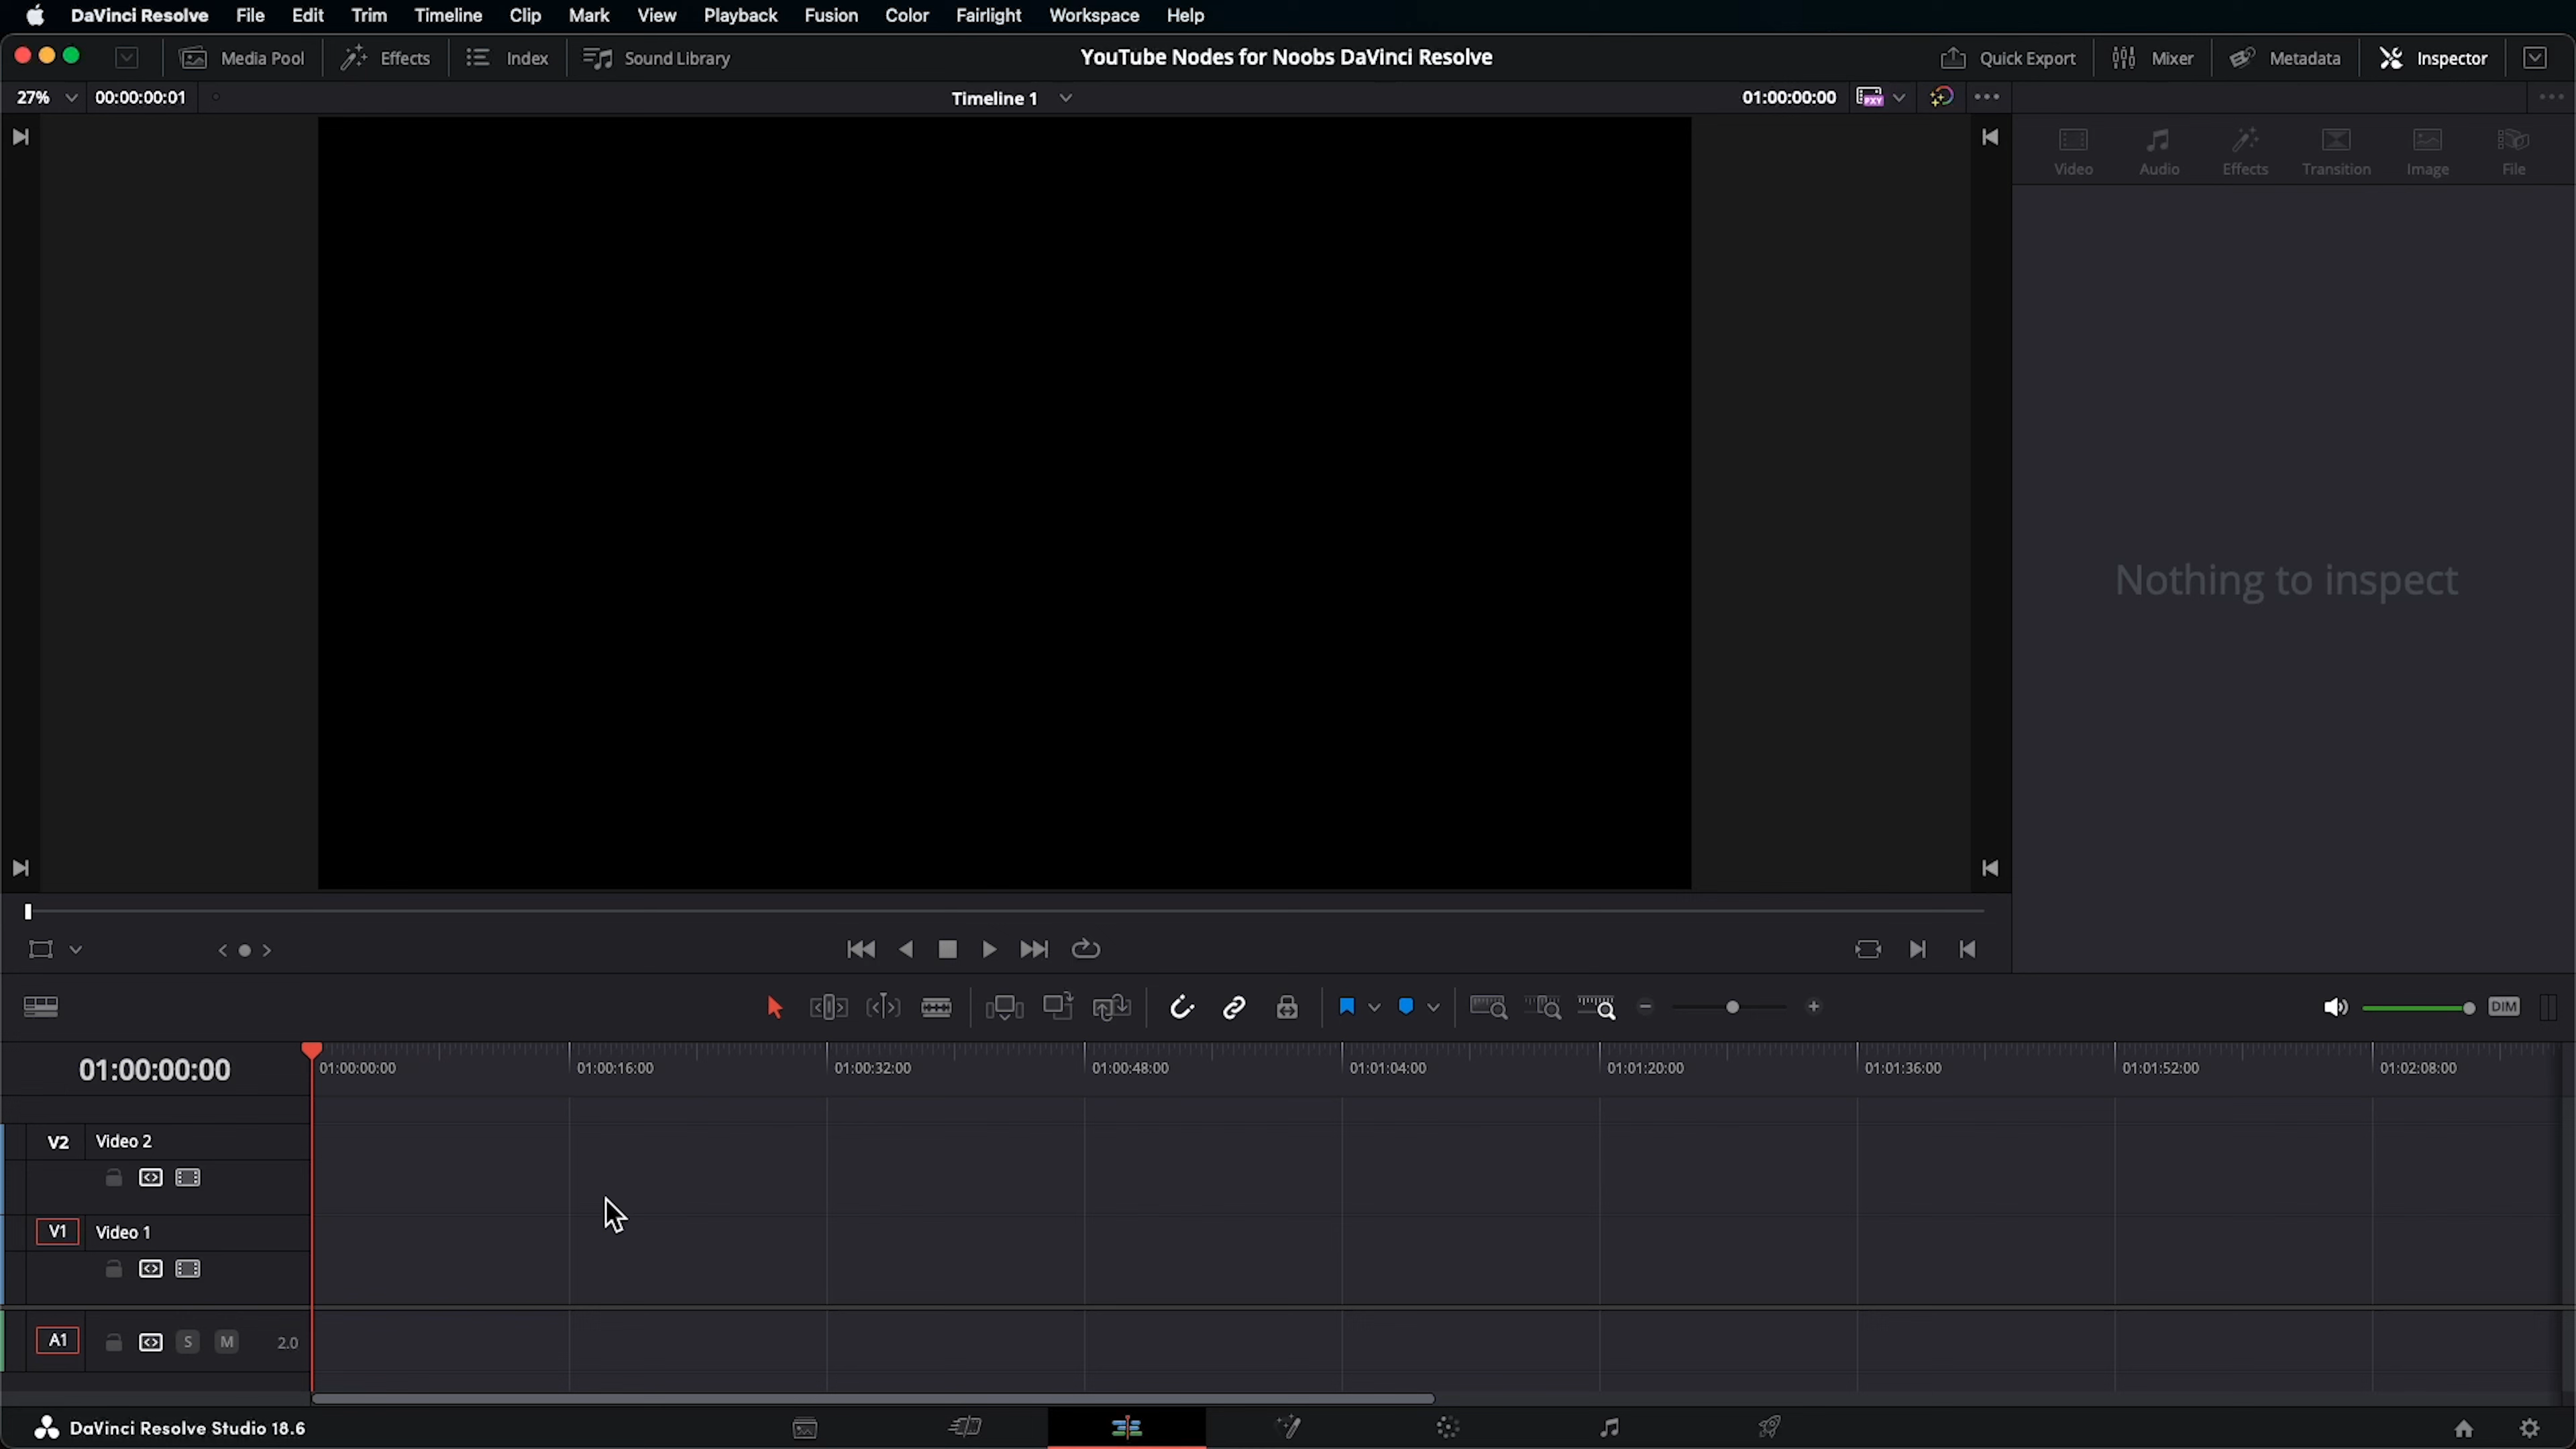 DaVinci Resolve File Edit Trim Timeline Clip Mark View Playback Fusion Color Fairlight Workspace Help
Media Pool Effects Index Sound Library YouTube Nodes for Noobs DaVinci Resolve Quick Export Mixer Metadata Inspector
27% 00:00:00:01 Timeline 1 01:00:00:00 PXY
Video Audio Effects Transition Image File
Nothing to inspect
DIM
01:00:00:00 01:00:00:00 01:00:16:00 01:00:32:00 01:00:48:00 01:01:04:00 01:01:20:00 01:01:36:00 01:01:52:00 01:02:08:00
V2 Video 2
V1 Video 1
A1 S M 2.0
DaVinci Resolve Studio 18.6